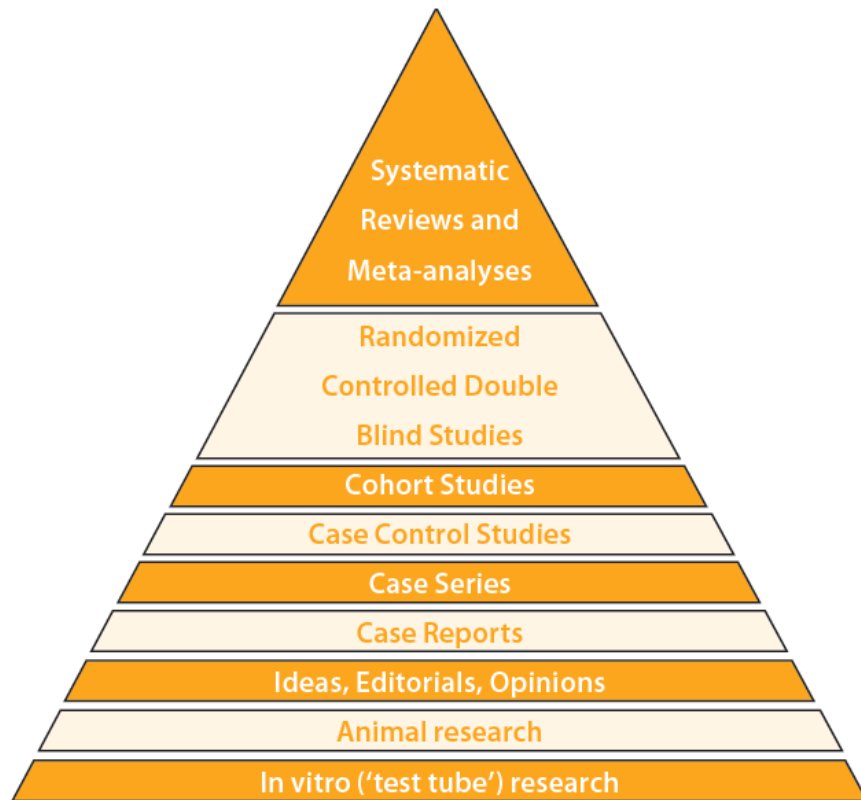 Systematic
Reviews and
Meta-analyses
Randomized
Controlled Double
Blind Studies
Cohort Studies
Case Control Studies
Case Series
Case Reports
Ideas, Editorials, Opinions
Animal research
In vitro (‘test tube’) research